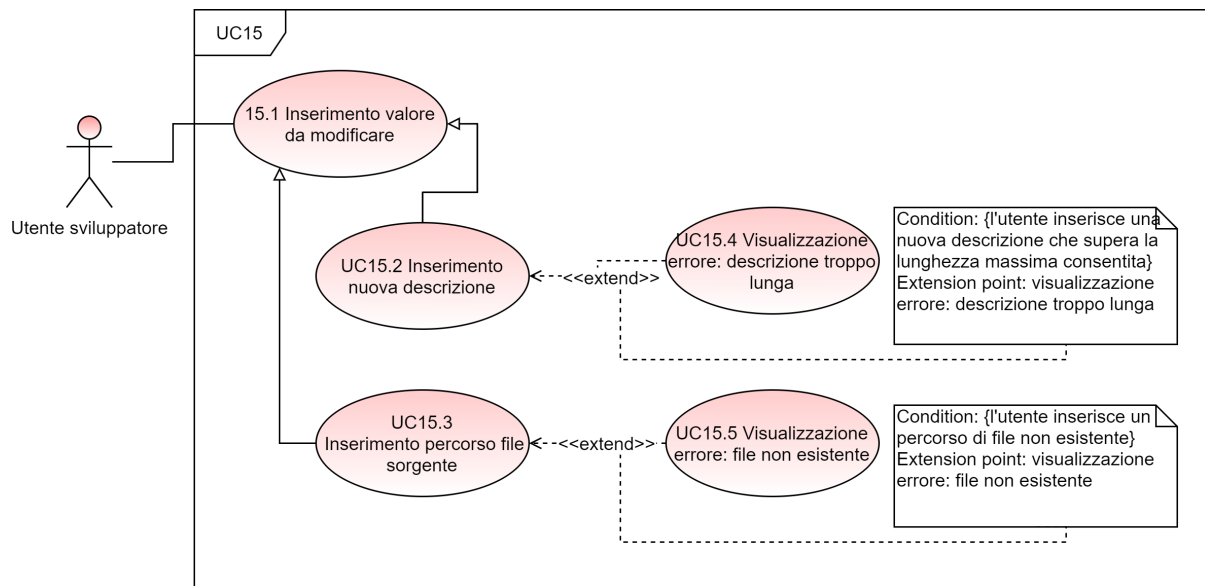 UC15
15.1 Inserimento valore
da modificare
Utente sviluppatore
UC15.2 Inserimento
nuova descrizione
<<extend>>
UC15.4 Visualizzazione
errore: descrizione troppo
lunga
Condition: {l'utente inserisce una
nuova descrizione che supera la
lunghezza massima consentita}
Extension point: visualizzazione
errore: descrizione troppo lunga
UC15.3
Inserimento percorso file
sorgente
<<extend>>
UC15.5 Visualizzazione
errore: file non esistente
Condition: {l'utente inserisce un
percorso di file non esistente}
Extension point: visualizzazione
errore: file non esistente